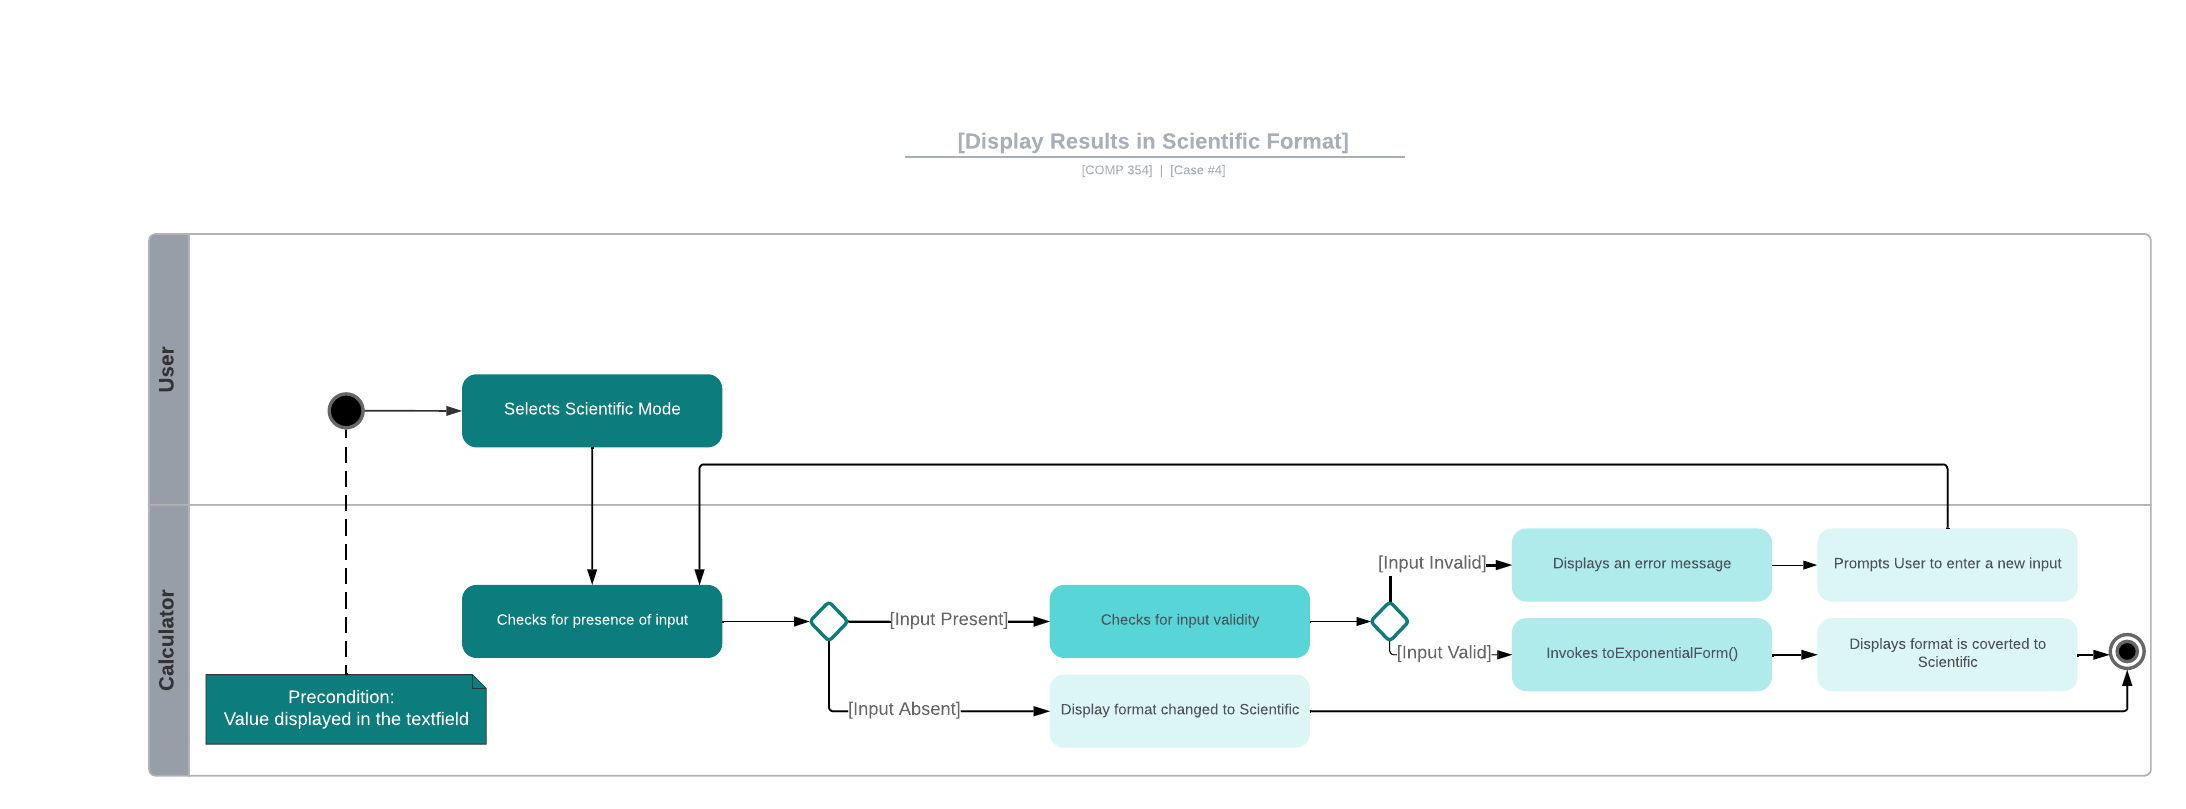 [Display Results in Scientific Format]
[COMP 354]  |  [Case #4]
User
Selects Scientific Mode
Calculator
Precondition:
Value displayed in the textfield
Checks for presence of input
[Input Present]
[Input Absent]
Checks for input validity
Display format changed to Scientific
[Input Invalid]
[Input Valid]
Displays an error message
Prompts User to enter a new input
Invokes toExponentialForm()
Displays format is coverted to
Scientific